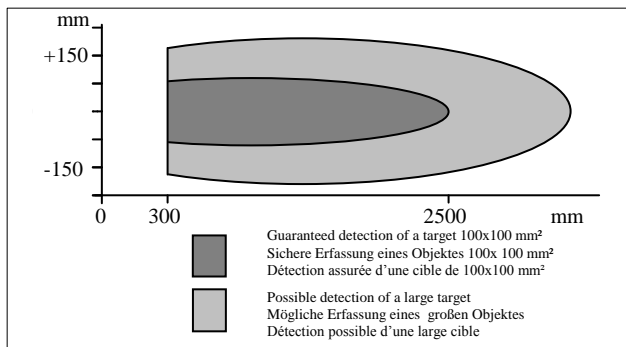 mm
+150
-150
0 300 2500 mm
Guaranteed detection of a target 100x100 mm²
Sichere Erfassung eines Objektes 100x 100 mm²
Détection assurée d'une cible de 100x100 mm²
Possible detection of a large target
Mögliche Erfassung eines großen Objektes
Détection possible d'une large cible